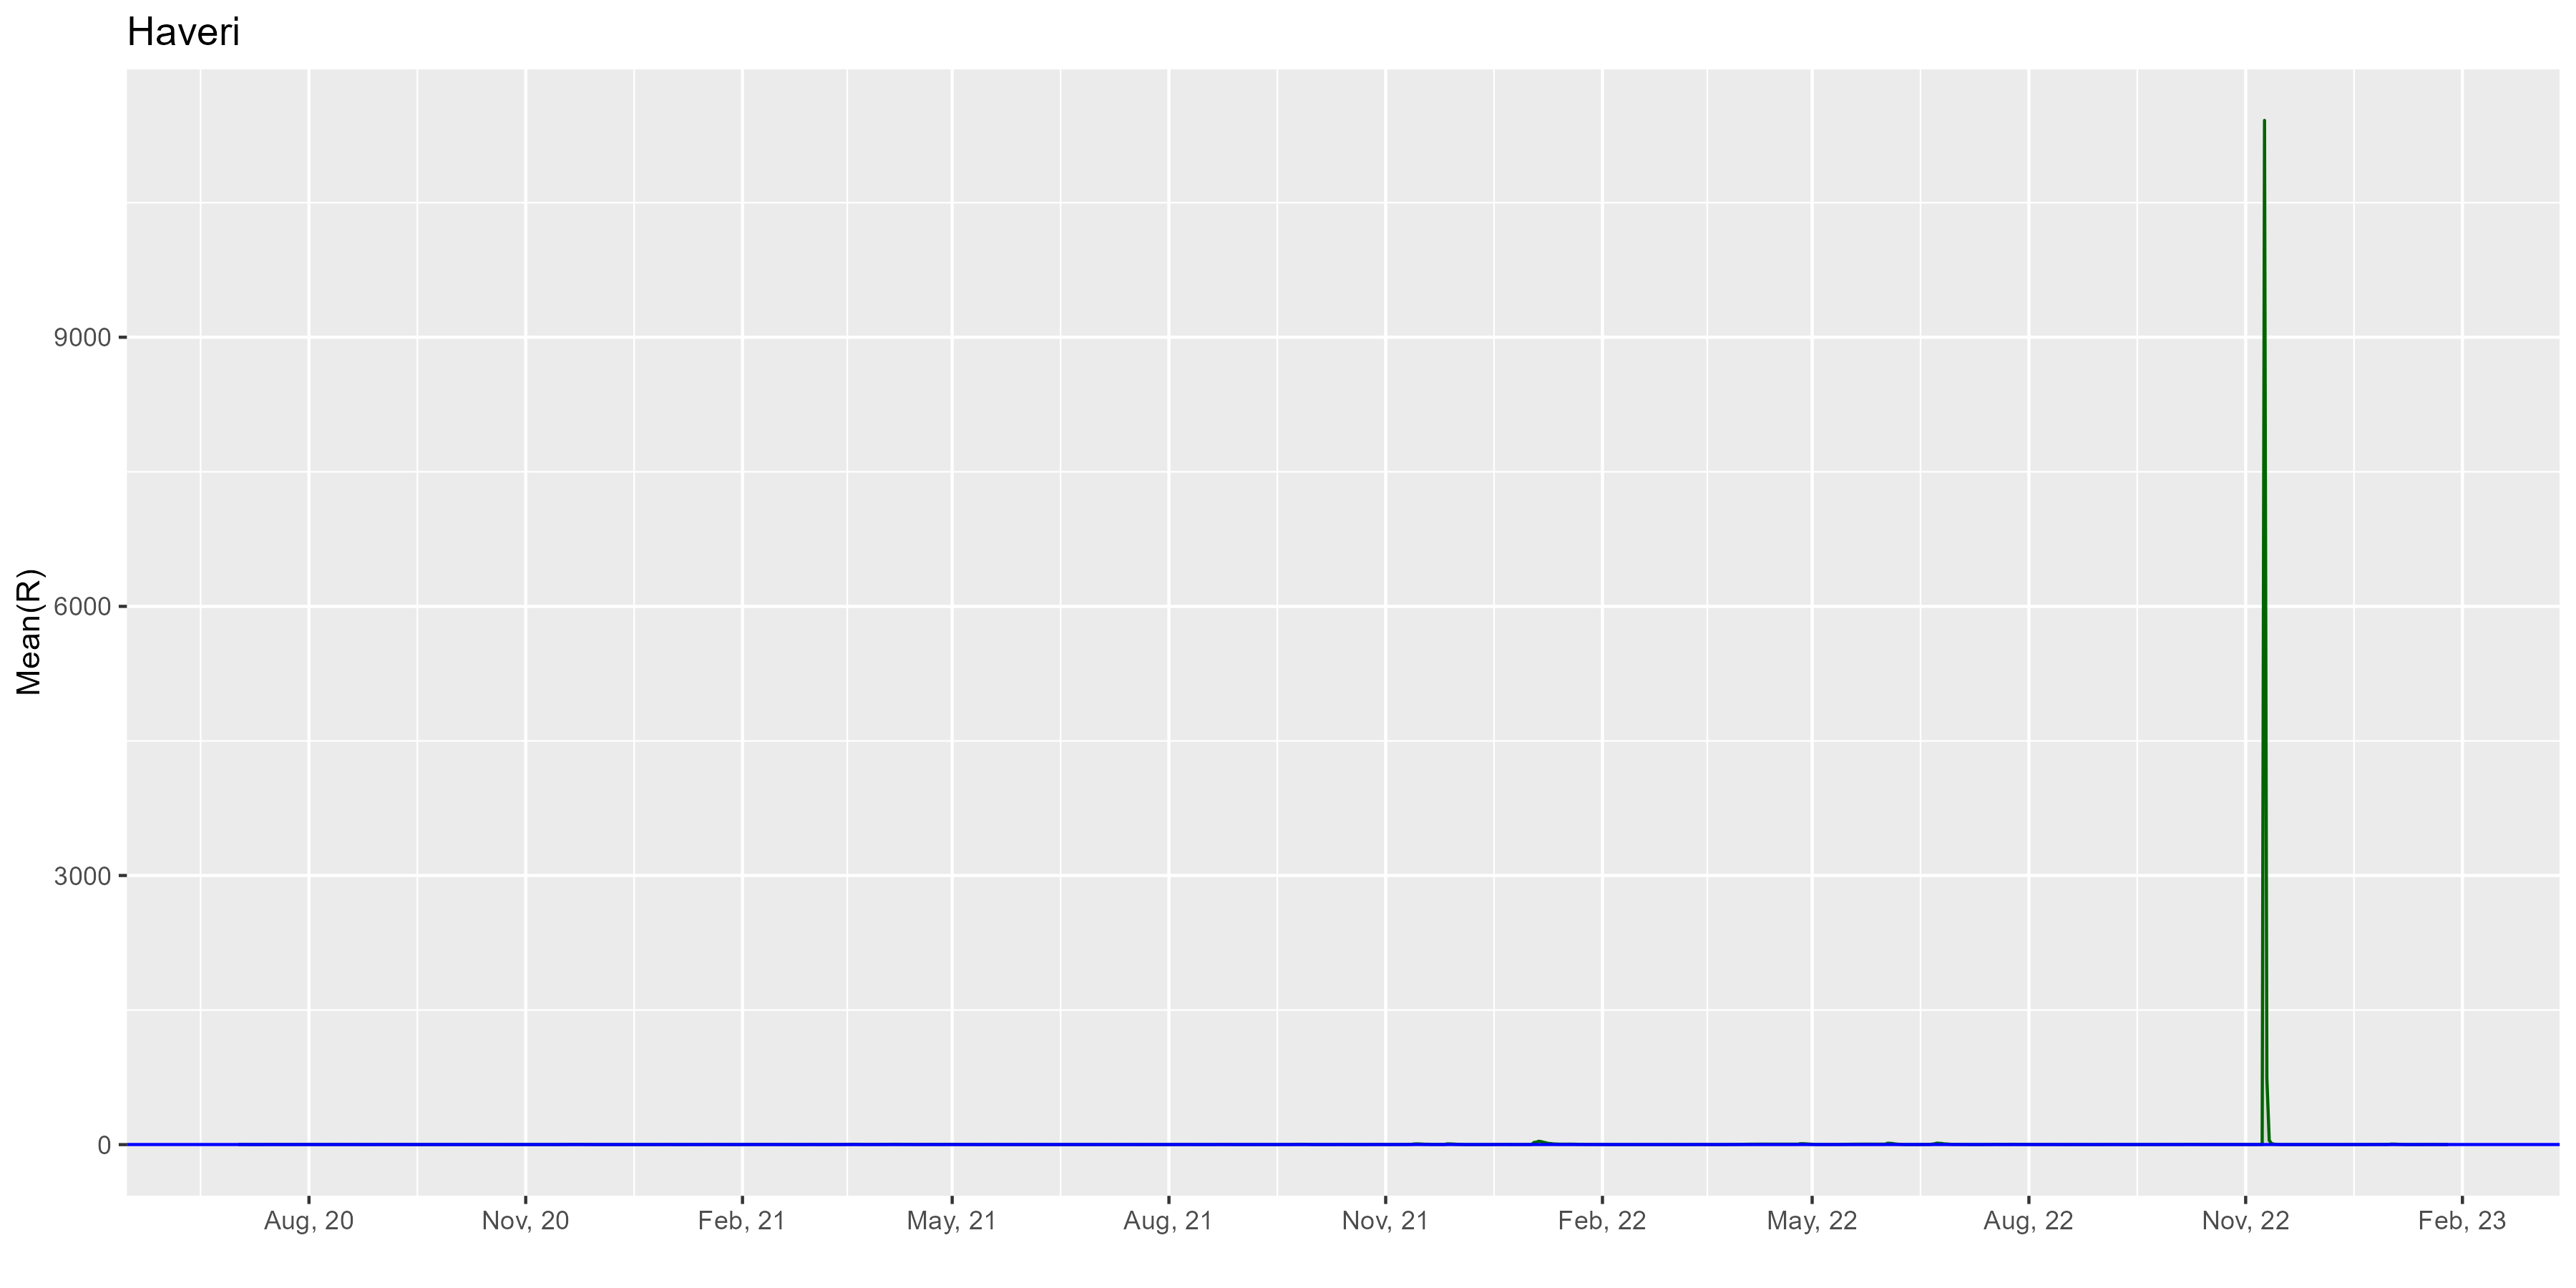 Haveri
Mean(R)
9000
6000
3000
0
Aug, 20 Nov, 20 Feb, 21 May, 21 Aug, 21 Nov, 21 Feb, 22 May, 22 Aug, 22 Nov, 22 Feb, 23